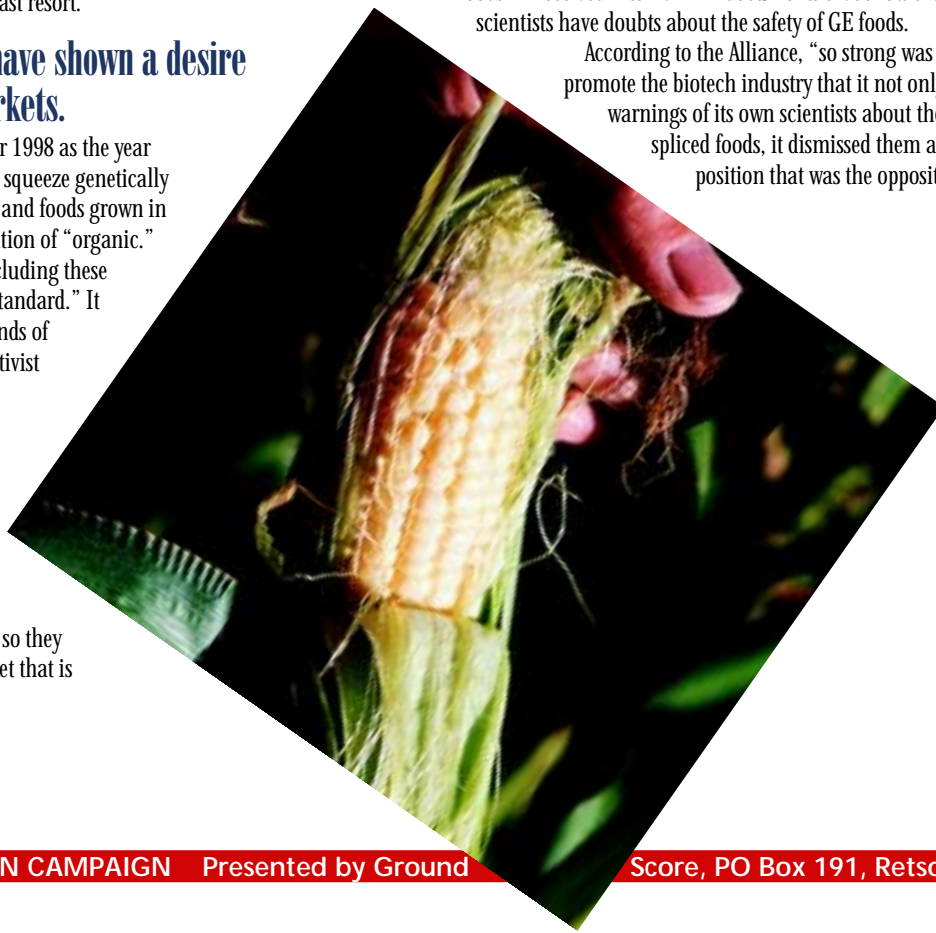 ast resort.
have shown a desire
rkets.
r 1998 as the year
squeeze genetically
and foods grown in
tion of “organic.”
cluding these
tandard.” It
nds of
tivist
so they
et that is
scientists have doubts about the safety of GE foods.
According to the Alliance, “so strong was
promote the biotech industry that it not only
warnings of its own scientists about the
spliced foods, it dismissed them a
position that was the opposit
N CAMPAIGN Presented by Ground Score, PO Box 191, Retso